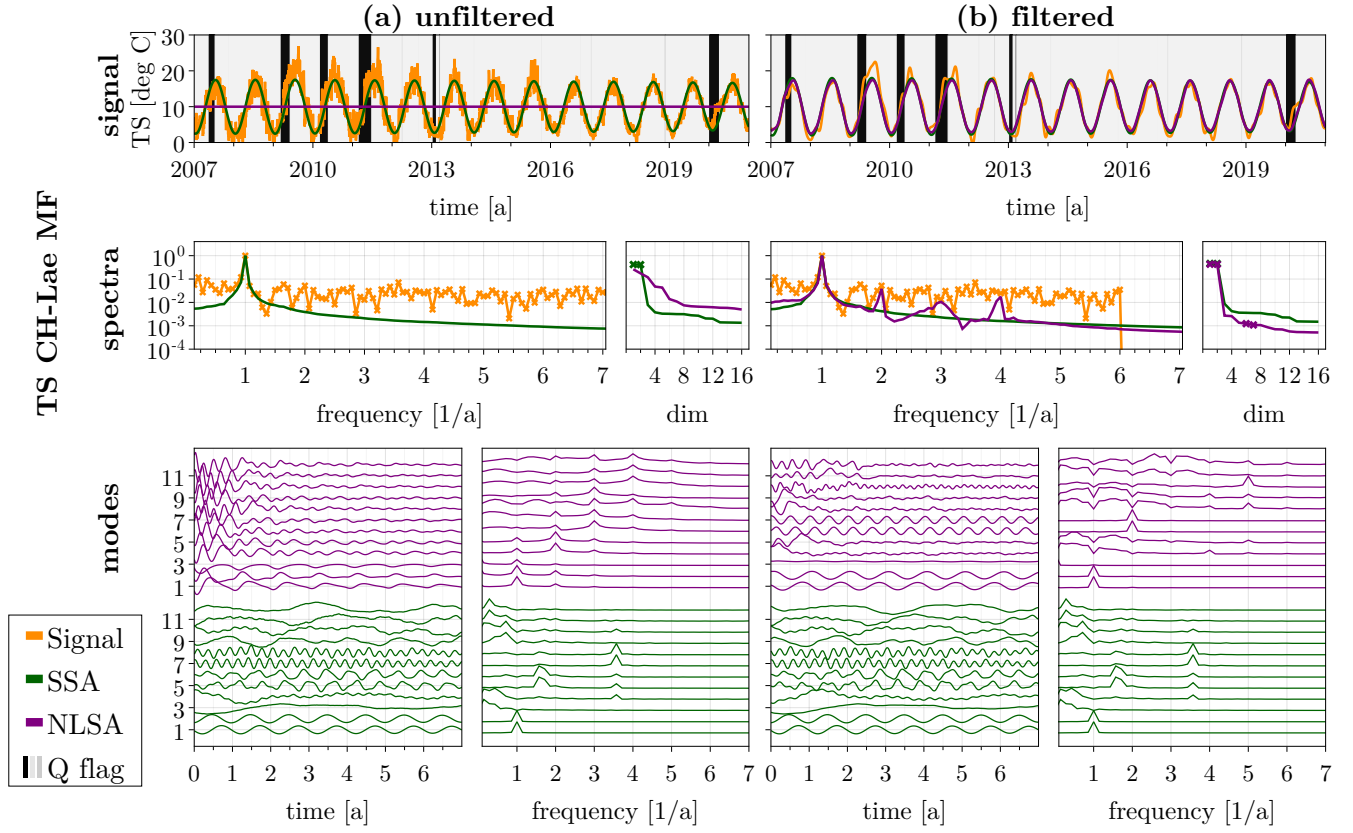 (a) unfiltered
(b) filtered
TS CH-Lae MF
signal
TS [deg C]
30
20
10
0
2007 2010 2013 2016 2019
time [a]
2007 2010 2013 2016 2019
time [a]
spectra
10^0
10^-1
10^-2
10^-3
10^-4
1 2 3 4 5 6 7
frequency [1/a]
4 8 12 16
dim
1 2 3 4 5 6 7
frequency [1/a]
4 8 12 16
dim
modes
11
9
7
5
3
1
11
9
7
5
3
1
0 1 2 3 4 5 6
time [a]
1 2 3 4 5 6 7
frequency [1/a]
0 1 2 3 4 5 6
time [a]
1 2 3 4 5 6 7
frequency [1/a]
Signal
SSA
NLSA
Q flag